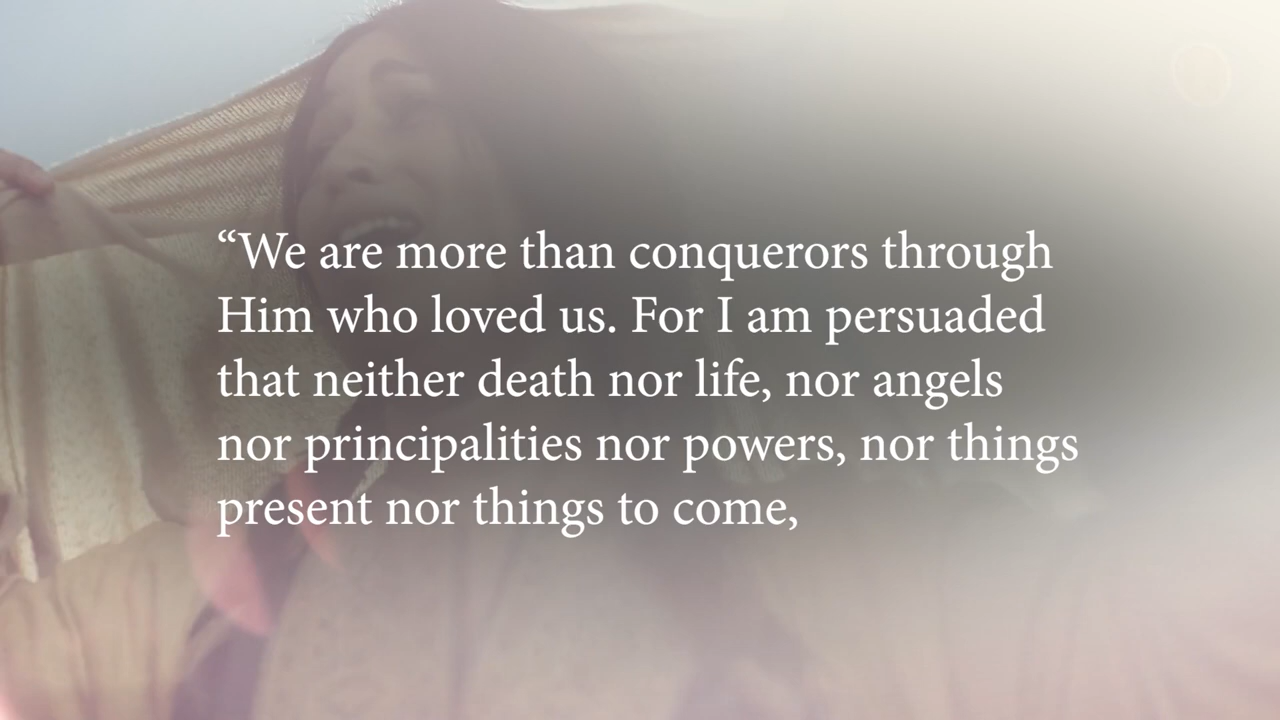 “We are more than conquerors through
Him who loved us. For I am persuaded
that neither death nor life, nor angels
nor principalities nor powers, nor things
present nor things to come,